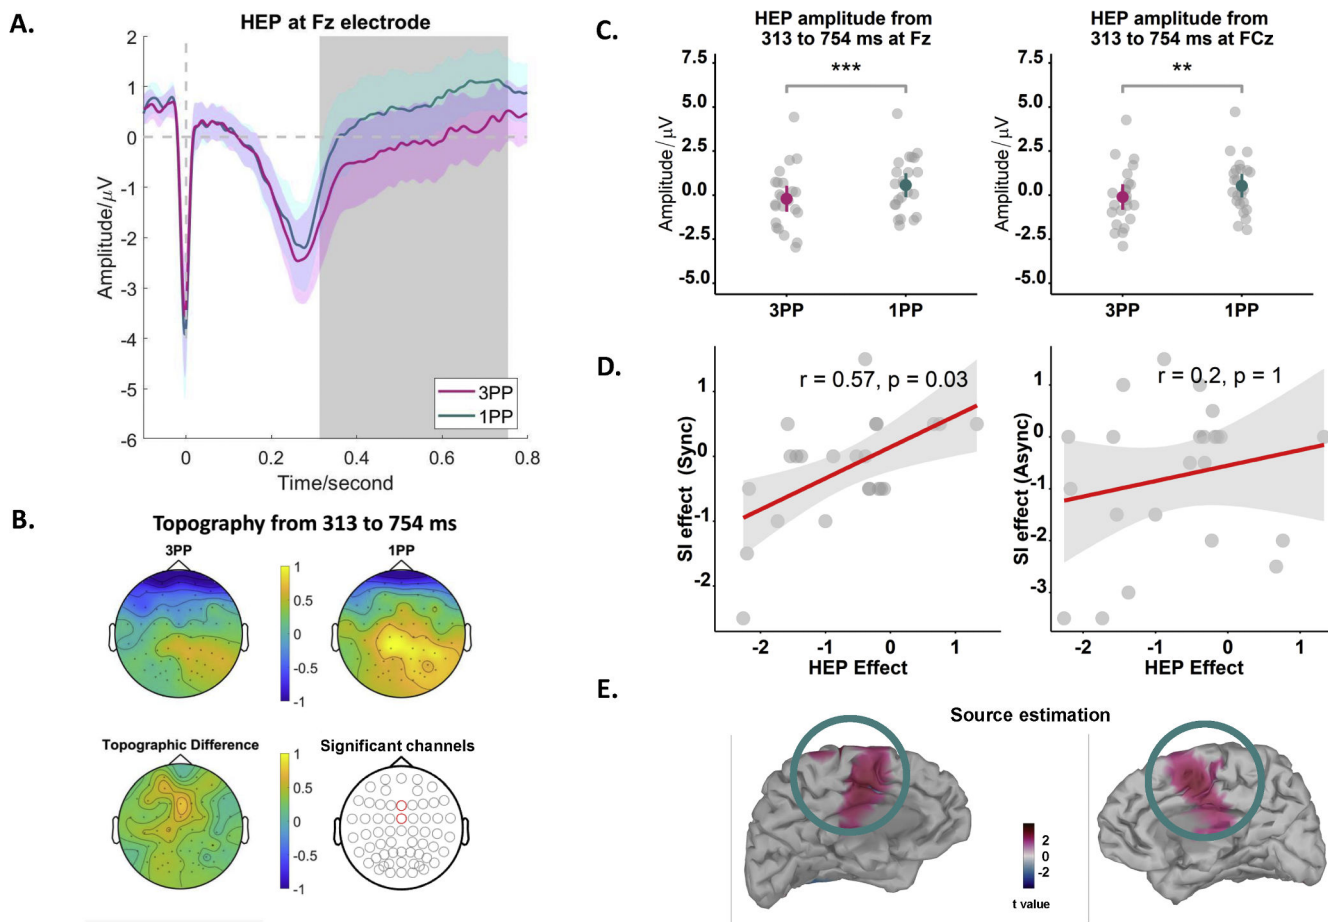 A.
HEP at Fz electrode
2
1
0
-1
-2
-3
-4
-5
-6
Amplitude/μV
3PP
1PP
0
0.2
0.4
0.6
0.8
Time/second
B.
Topography from 313 to 754 ms
3PP
1PP
1
0.5
0
-0.5
-1
Topographic Difference
Significant channels
1
0.5
0
-0.5
-1
C.
HEP amplitude from
313 to 754 ms at Fz
***
7.5
5.0
2.5
0.0
-2.5
-5.0
Amplitude/μV
3PP
1PP
HEP amplitude from
313 to 754 ms at FCz
**
7.5
5.0
2.5
0.0
-2.5
-5.0
Amplitude/μV
3PP
1PP
D.
r = 0.57, p = 0.03
1
0
-1
-2
SI effect (Sync)
-2
-1
0
1
HEP Effect
r = 0.2, p = 1
1
0
-1
-2
-3
SI effect (Async)
-2
-1
0
1
HEP Effect
E.
Source estimation
2
0
-2
t value